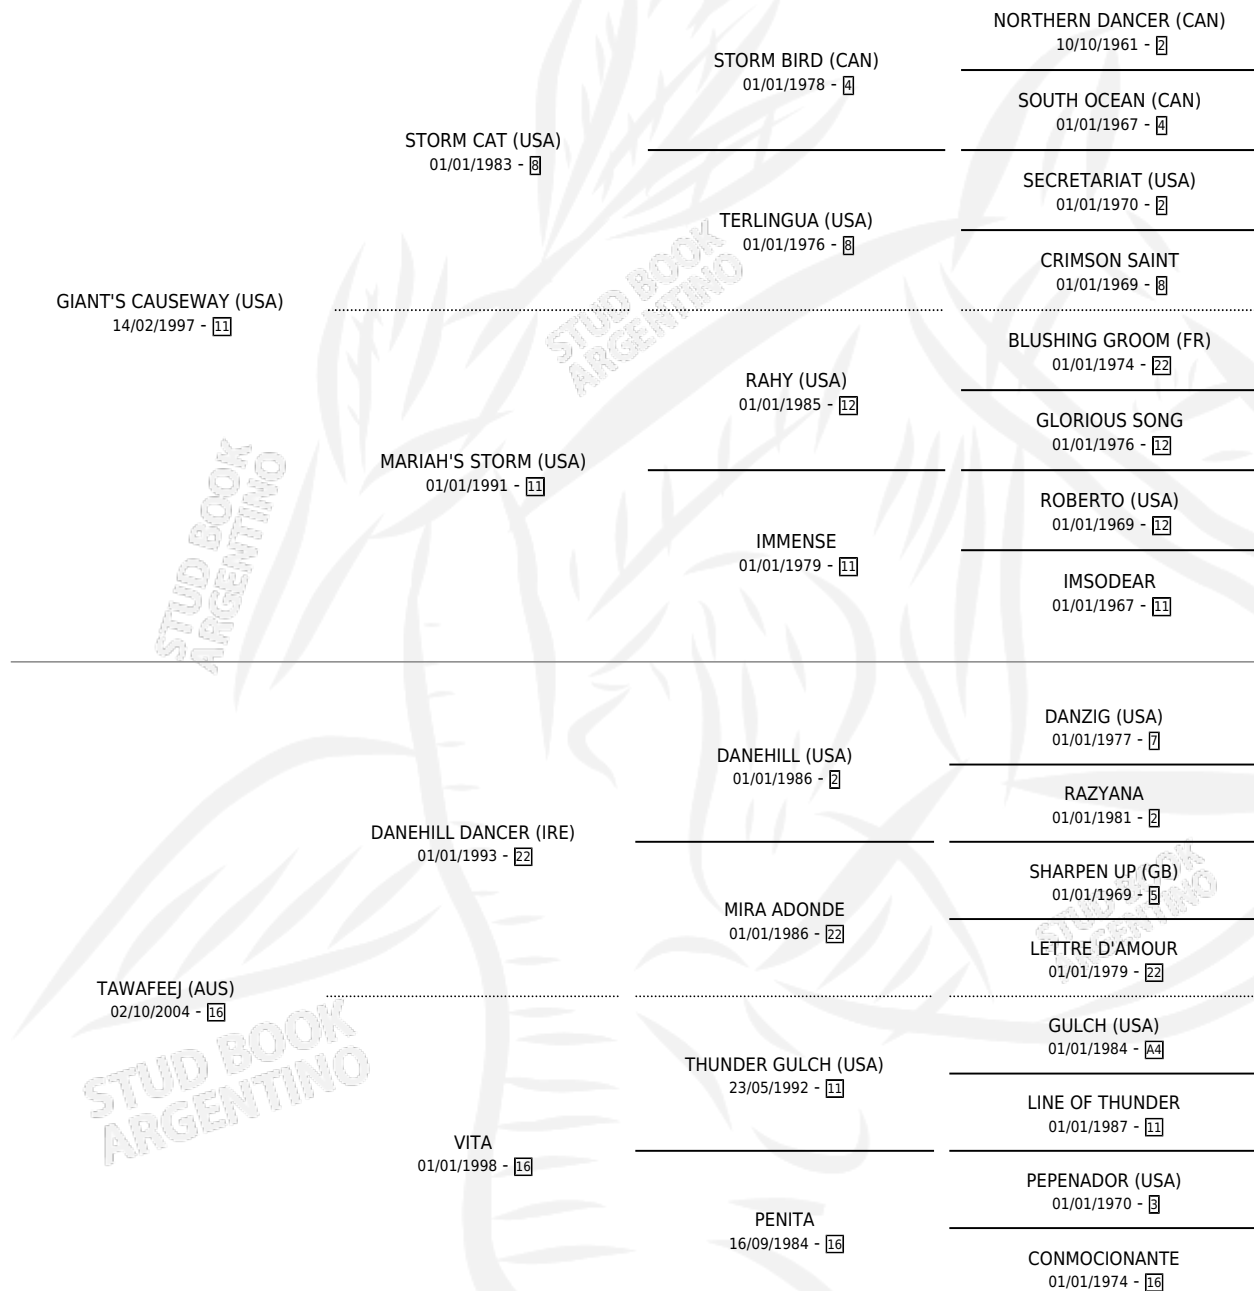 NORTHERN DANCER (CAN)
10/10/1961 - 2
STORM BIRD (CAN)
01/01/1978 - 4
SOUTH OCEAN (CAN)
01/01/1967 - 4
STORM CAT (USA)
01/01/1983 - 8
SECRETARIAT (USA)
01/01/1970 - 2
TERLINGUA (USA)
01/01/1976 - 8
CRIMSON SAINT
01/01/1969 - 8
GIANT'S CAUSEWAY (USA)
14/02/1997 - 11
BLUSHING GROOM (FR)
01/01/1974 - 22
RAHY (USA)
01/01/1985 - 12
GLORIOUS SONG
01/01/1976 - 12
MARIAH'S STORM (USA)
01/01/1991 - 11
ROBERTO (USA)
01/01/1969 - 12
IMMENSE
01/01/1979 - 11
IMSODEAR
01/01/1967 - 11
DANZIG (USA)
01/01/1977 - 7
DANEHILL (USA)
01/01/1986 - 2
RAZYANA
01/01/1981 - 2
DANEHILL DANCER (IRE)
01/01/1993 - 22
SHARPEN UP (GB)
01/01/1969 - 5
MIRA ADONDE
01/01/1986 - 22
LETTRE D'AMOUR
01/01/1979 - 22
TAWAFEEJ (AUS)
02/10/2004 - 16
GULCH (USA)
01/01/1984 - A4
THUNDER GULCH (USA)
23/05/1992 - 11
LINE OF THUNDER
01/01/1987 - 11
VITA
01/01/1998 - 16
PEPENADOR (USA)
01/01/1970 - 3
PENITA
16/09/1984 - 16
CONMOCIONANTE
01/01/1974 - 16
STUD BOOK
ARGENTINO
STUD BOOK
ARGENTINO
STUD BOOK
ARGENTINO
STUD BOOK
ARGENTINO